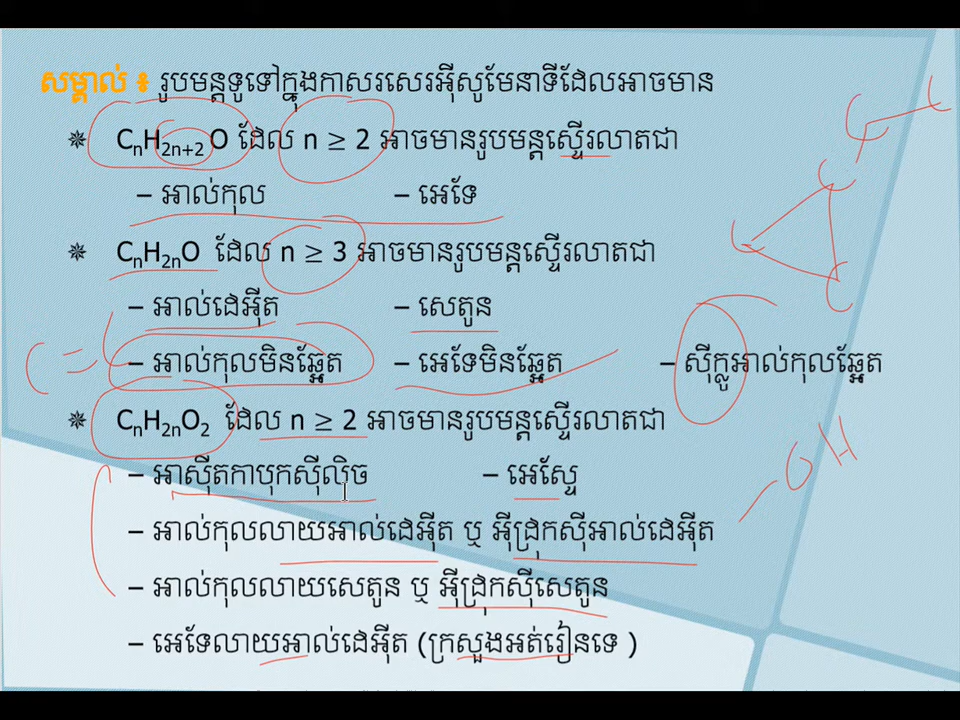 សម្គាល់ ៖ រូបមន្តទូទៅក្នុងកាសរសេរអ៊ីសូមែនាទីដែលអាចមាន
✵ CₙH₂ₙ₊₂ O ដែល n ≥ 2 អាចមានរូបមន្តស្ទើរលាតជា
– អាល់កុល – អេទែ
✵ CₙH₂ₙO ដែល n ≥ 3 អាចមានរូបមន្តស្ទើរលាតជា
– អាល់ដេអ៊ីត – សេតូន
– អាល់កុលមិនឆ្អែត – អេទែមិនឆ្អែត – ស៊ីក្លូអាល់កុលឆ្អែត
✵ CₙH₂ₙO₂ ដែល n ≥ 2 អាចមានរូបមន្តស្ទើរលាតជា
– អាស៊ីតកាបុកស៊ីលិច – អេស្ទែ
– អាល់កុលលាយអាល់ដេអ៊ីត ឬ អ៊ីដ្រុកស៊ីអាល់ដេអ៊ីត
– អាល់កុលលាយសេតូន ឬ អ៊ីដ្រុកស៊ីសេតូន
– អេទែលាយអាល់ដេអ៊ីត (ក្រសួងអត់រៀនទេ )
C = C
C
C
C
C
C
OH